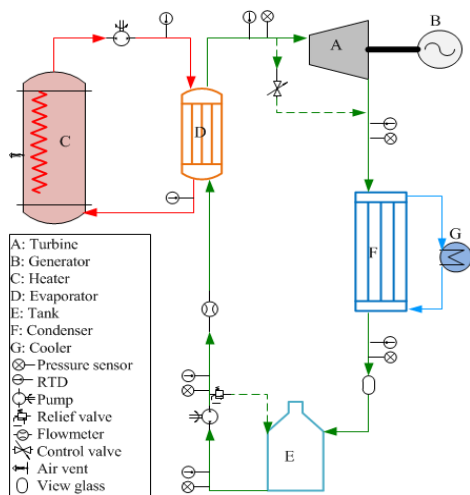 A
B
C
D
G
F
E
A: Turbine
B: Generator
C: Heater
D: Evaporator
E: Tank
F: Condenser
G: Cooler
Pressure sensor
RTD
Pump
Relief valve
Flowmeter
Control valve
Air vent
View glass